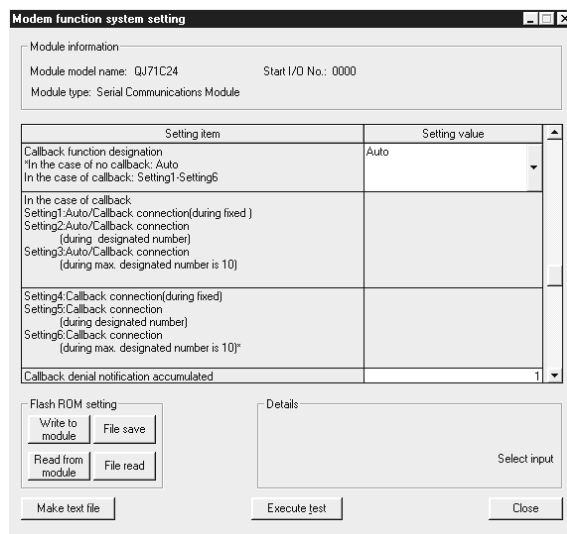 Modem function system setting
Module information
Module model name: QJ71C24 Start I/O No.: 0000
Module type: Serial Communications Module
Setting item Setting value
Callback function designation Auto
*In the case of no callback: Auto
In the case of callback: Setting1-Setting6
In the case of callback
Setting1:Auto/Callback connection(during fixed )
Setting2:Auto/Callback connection
(during designated number)
Setting3:Auto/Callback connection
(during max. designated number is 10)
Setting4:Callback connection(during fixed)
Setting5:Callback connection
(during designated number)
Setting6:Callback connection
(during max. designated number is 10)*
Callback denial notification accumulated 1
Flash ROM setting Details
Write to
module
File save
Read from
module
File read
Select input
Make text file Execute test Close